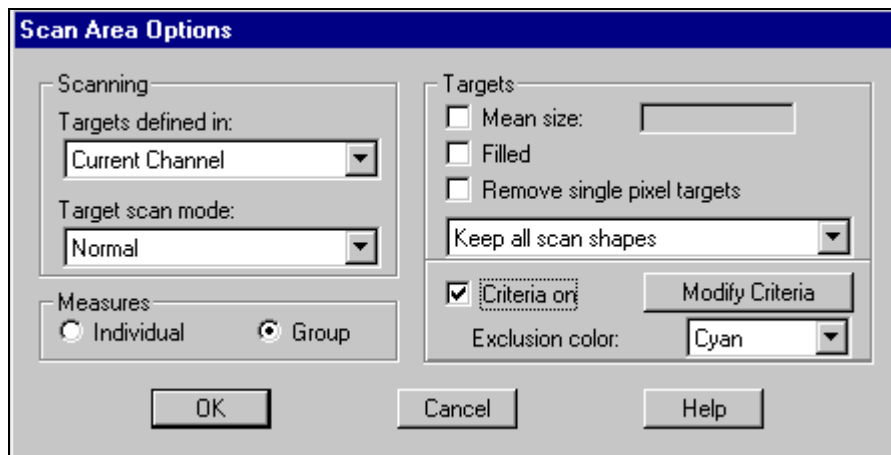 Scan Area Options
Scanning
Targets defined in:
Current Channel
Target scan mode:
Normal
Measures
Individual
Group
Targets
Mean size:
Filled
Remove single pixel targets
Keep all scan shapes
Criteria on
Modify Criteria
Exclusion color:
Cyan
OK
Cancel
Help